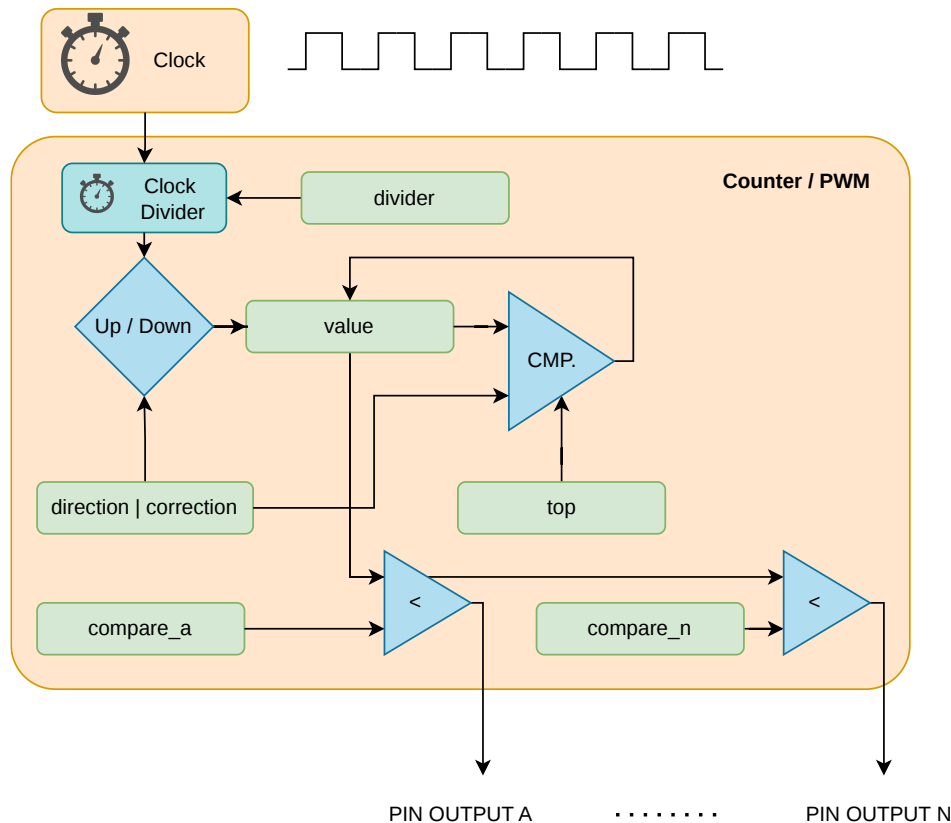 Clock
Counter / PWM
Clock
Divider
divider
Up / Down
value
CMP.
direction | correction
top
<
<
compare_a
compare_n
PIN OUTPUT A
........
PIN OUTPUT N